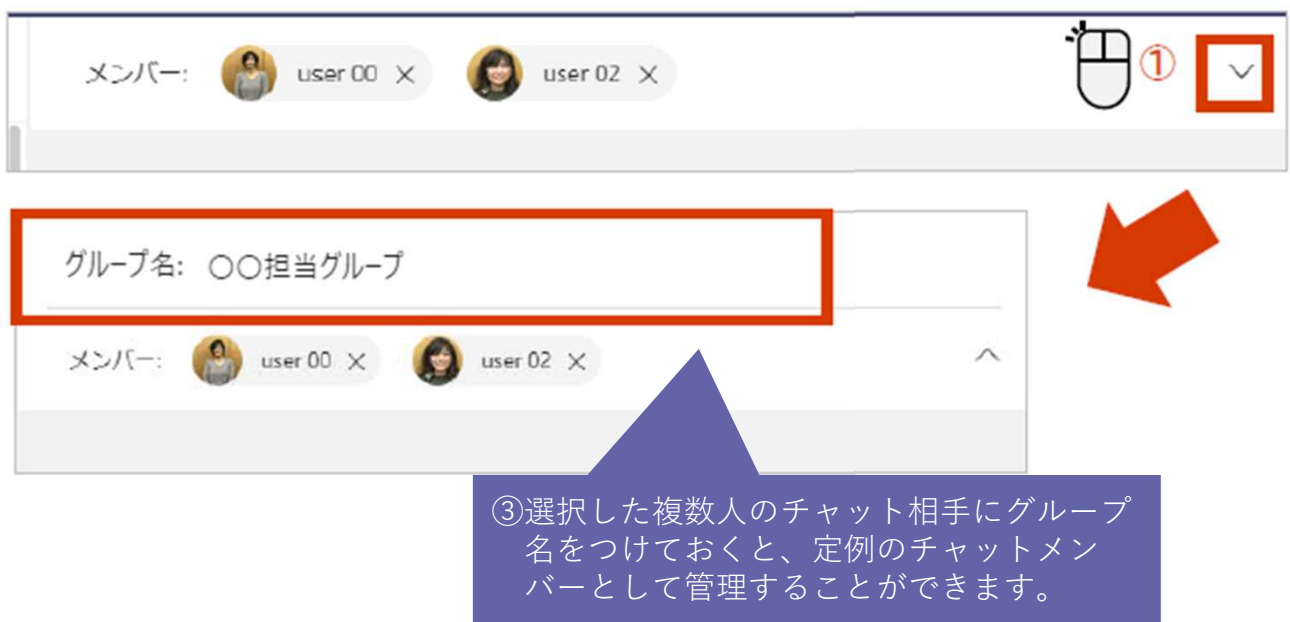 メンバー: user 00 × user 02 × ①
グループ名: 〇〇担当グループ
メンバー: user 00 × user 02 ×
③選択した複数人のチャット相手にグループ
名をつけておくと、定例のチャットメン
バーとして管理することができます。